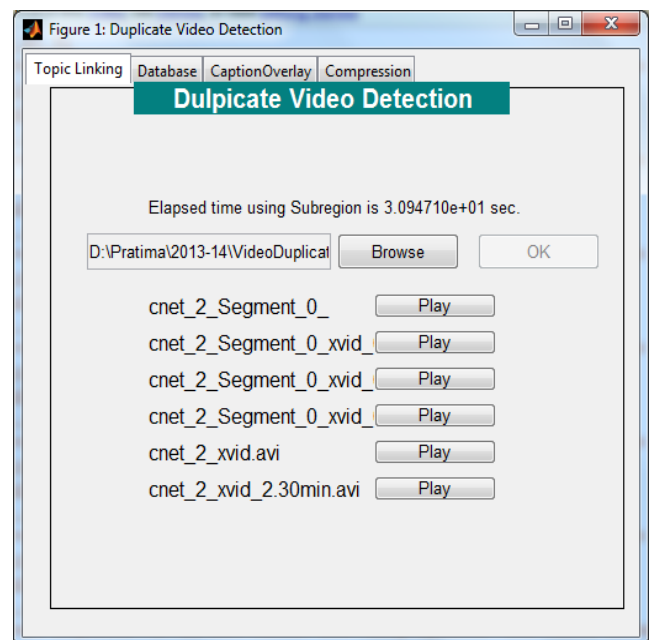 Figure 1: Duplicate Video Detection
Topic Linking Database CaptionOverlay Compression
Dulpicate Video Detection
Elapsed time using Subregion is 3.094710e+01 sec.
D:\Pratima\2013-14\VideoDuplicat Browse OK
cnet_2_Segment_0_ Play
cnet_2_Segment_0_xvid_ Play
cnet_2_Segment_0_xvid_ Play
cnet_2_Segment_0_xvid_ Play
cnet_2_xvid.avi Play
cnet_2_xvid_2.30min.avi Play